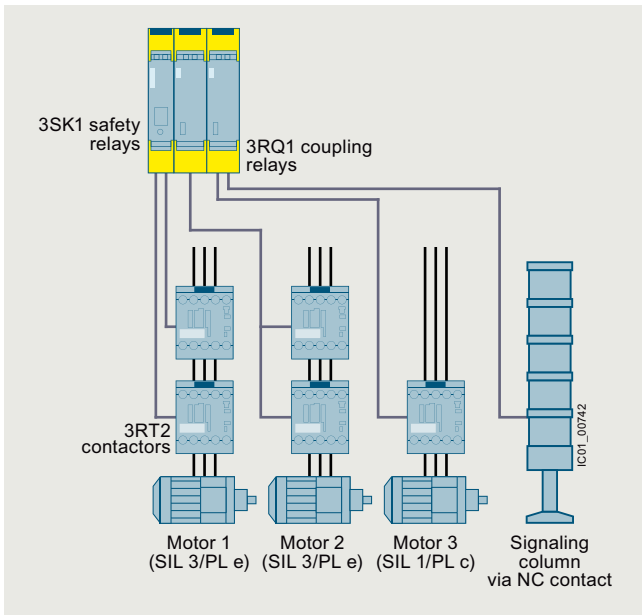 3SK1 safety
relays
3RQ1 coupling
relays
3RT2
contactors
IC01_00742
Motor 1
(SIL 3/PL e)
Motor 2
(SIL 3/PL e)
Motor 3
(SIL 1/PL c)
Signaling
column
via NC contact